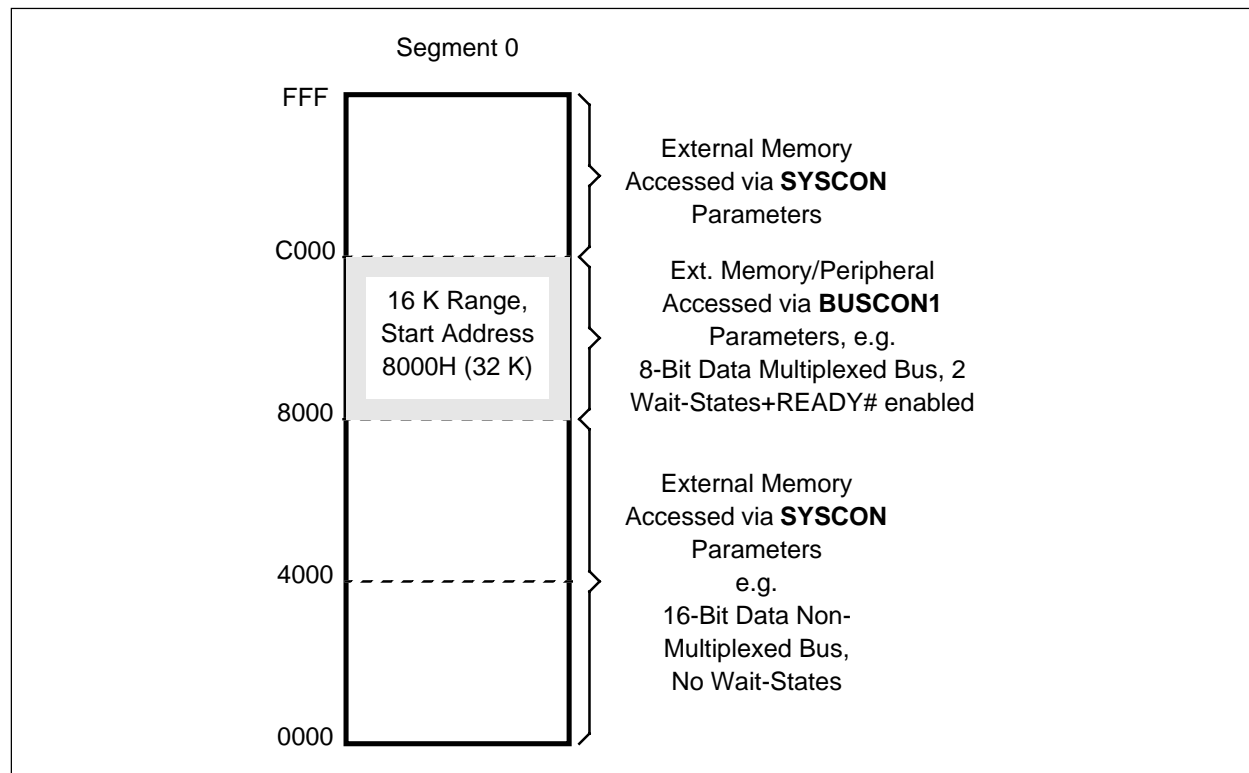 Segment 0
FFF
External Memory
Accessed via SYSCON
Parameters
C000
16 K Range,
Start Address
8000H (32 K)
Ext. Memory/Peripheral
Accessed via BUSCON1
Parameters, e.g.
8-Bit Data Multiplexed Bus, 2
Wait-States+READY# enabled
8000
External Memory
Accessed via SYSCON
Parameters
e.g.
16-Bit Data Non-
Multiplexed Bus,
No Wait-States
4000
0000